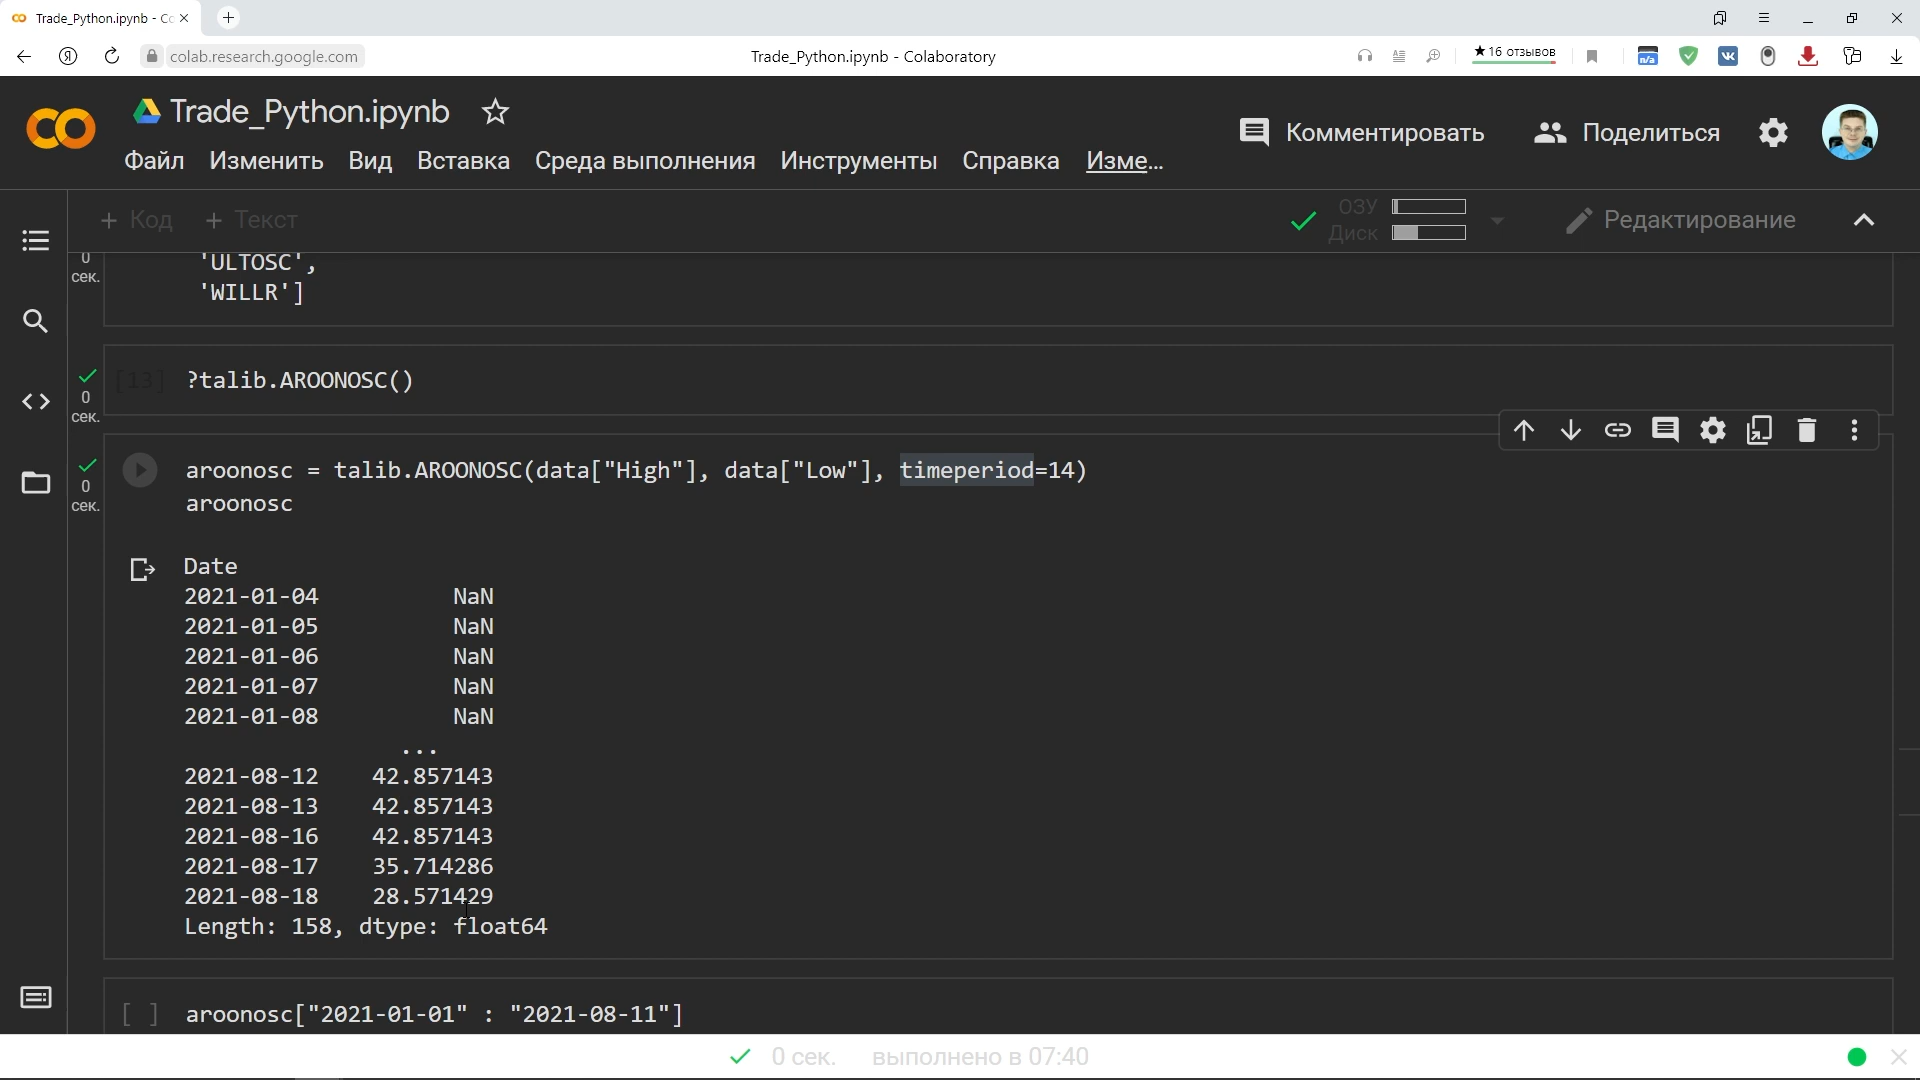 Trade_Python.ipynb - Co
colab.research.google.com
Trade_Python.ipynb - Colaboratory
★16 отзывов
n/a
Trade_Python.ipynb
Комментировать
Поделиться
Файл Изменить Вид Вставка Среда выполнения Инструменты Справка Изме...
+ Код + Текст
ОЗУ
Диск
Редактирование
0
сек.
'ULTOSC',
'WILLR']
[13] ?talib.AROONOSC()
0
сек.
aroonosc = talib.AROONOSC(data["High"], data["Low"], timeperiod=14)
aroonosc
0
сек.
Date
2021-01-04 NaN
2021-01-05 NaN
2021-01-06 NaN
2021-01-07 NaN
2021-01-08 NaN
...
2021-08-12 42.857143
2021-08-13 42.857143
2021-08-16 42.857143
2021-08-17 35.714286
2021-08-18 28.571429
Length: 158, dtype: float64
[ ] aroonosc["2021-01-01" : "2021-08-11"]
0 сек. выполнено в 07:40